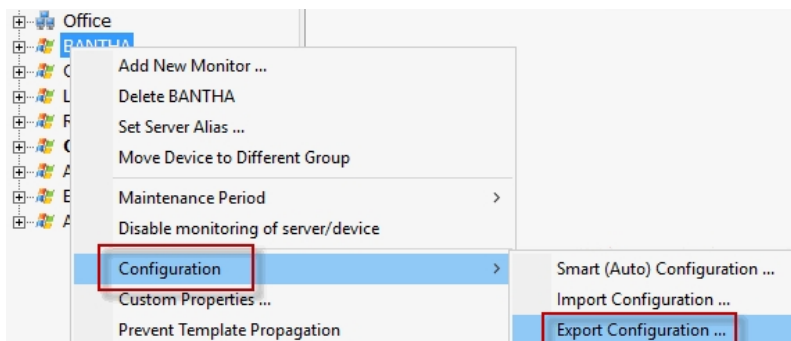 Office
BANTHA
Add New Monitor ...
Delete BANTHA
Set Server Alias ...
Move Device to Different Group
Maintenance Period
Disable monitoring of server/device
Configuration
Smart (Auto) Configuration ...
Custom Properties ...
Import Configuration ...
Prevent Template Propagation
Export Configuration ...